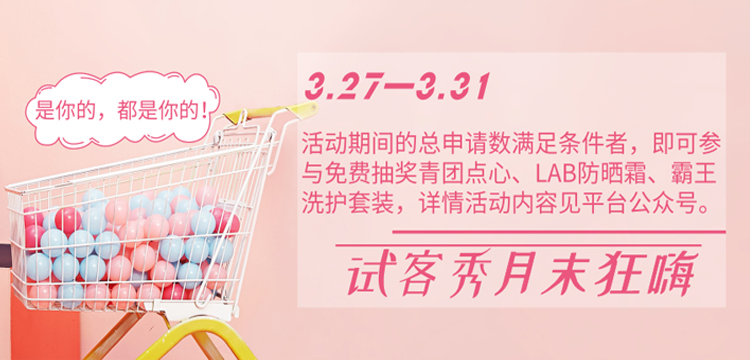 是你的，都是你的！
3.27—3.31
活动期间的总申请数满足条件者，即可参
与免费抽奖青团点心、LAB防晒霜、霸王
洗护套装，详情活动内容见平台公众号。
试客秀月末狂嗨